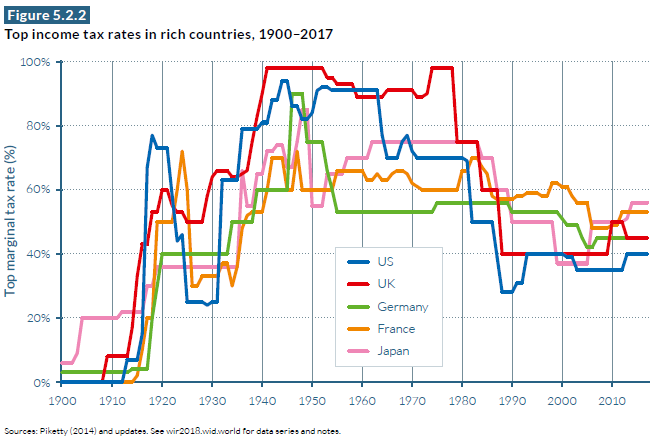 Figure 5.2.2
Top income tax rates in rich countries, 1900–2017
Top marginal tax rate (%)
100%
80%
60%
40%
20%
0%
US
UK
Germany
France
Japan
1900 1910 1920 1930 1940 1950 1960 1970 1980 1990 2000 2010
Sources: Piketty (2014) and updates. See wir2018.wid.world for data series and notes.